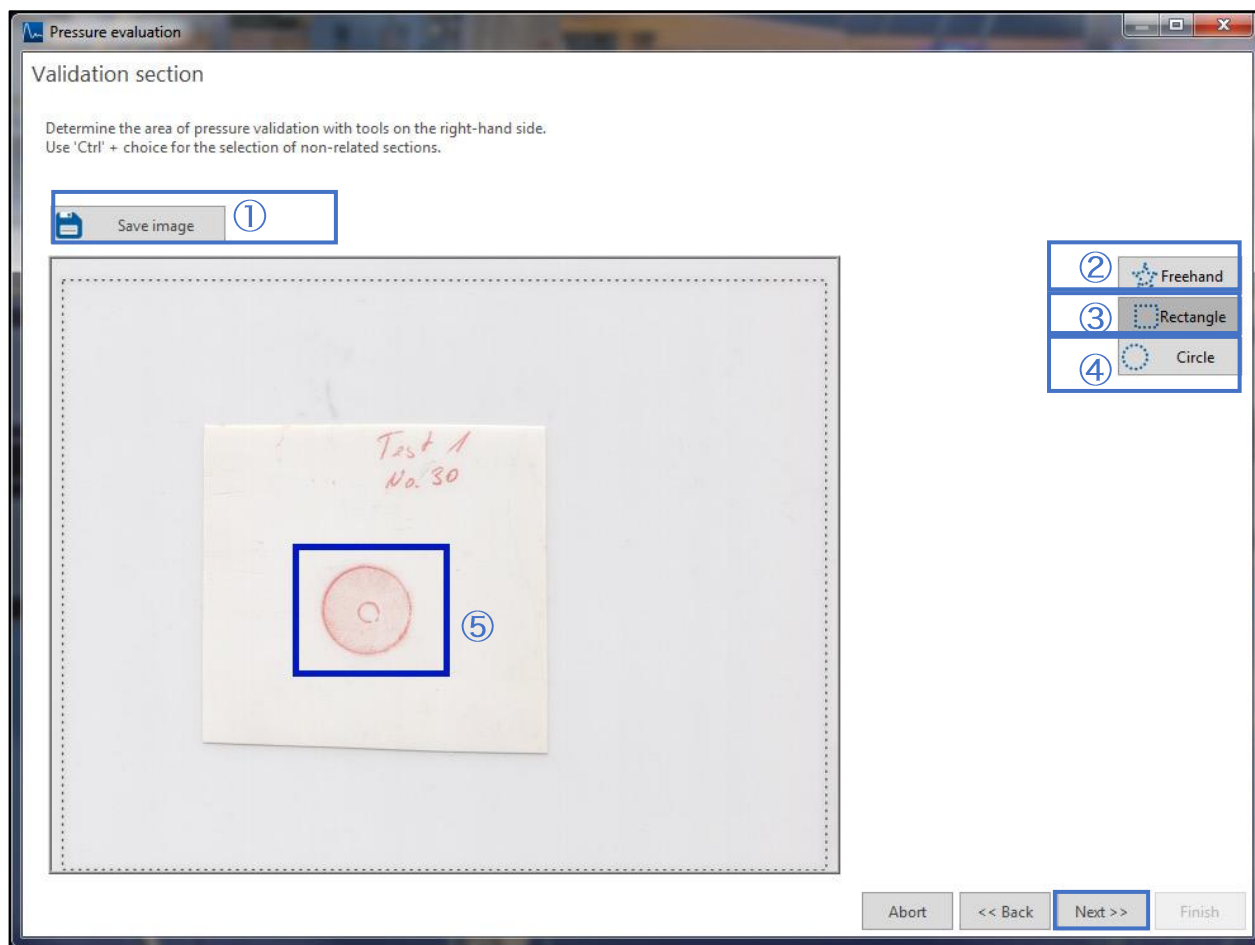 Pressure evaluation
Validation section
Determine the area of pressure validation with tools on the right-hand side.
Use 'Ctrl' + choice for the selection of non-related sections.
Save image ①
② Freehand
③ Rectangle
④ Circle
Test 1
No. 30
⑤
Abort << Back Next >> Finish